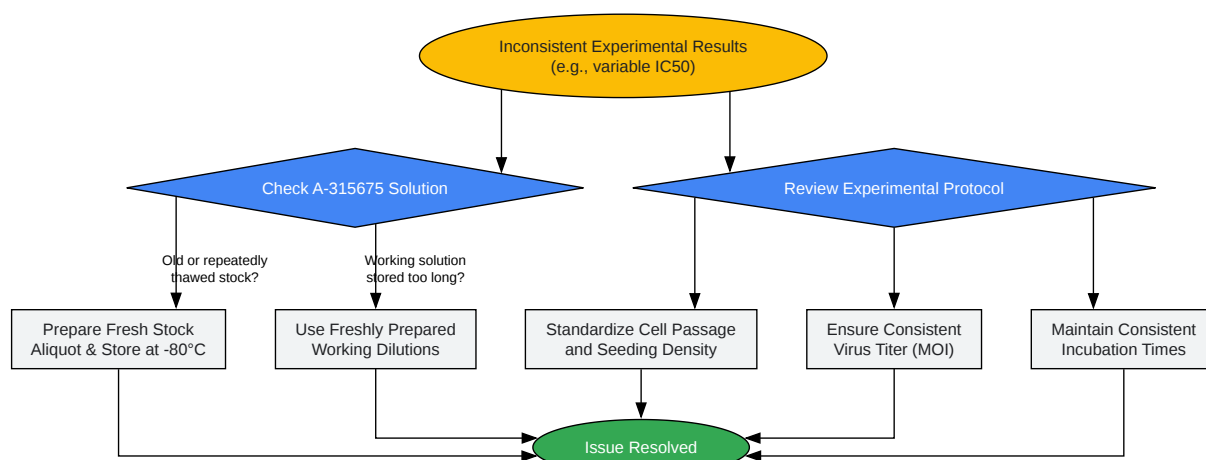 Inconsistent Experimental Results
(e.g., variable IC50)
Check A-315675 Solution
Review Experimental Protocol
Old or repeatedly
thawed stock?
Working solution
stored too long?
Prepare Fresh Stock
Aliquot & Store at -80°C
Use Freshly Prepared
Working Dilutions
Standardize Cell Passage
and Seeding Density
Ensure Consistent
Virus Titer (MOI)
Maintain Consistent
Incubation Times
Issue Resolved